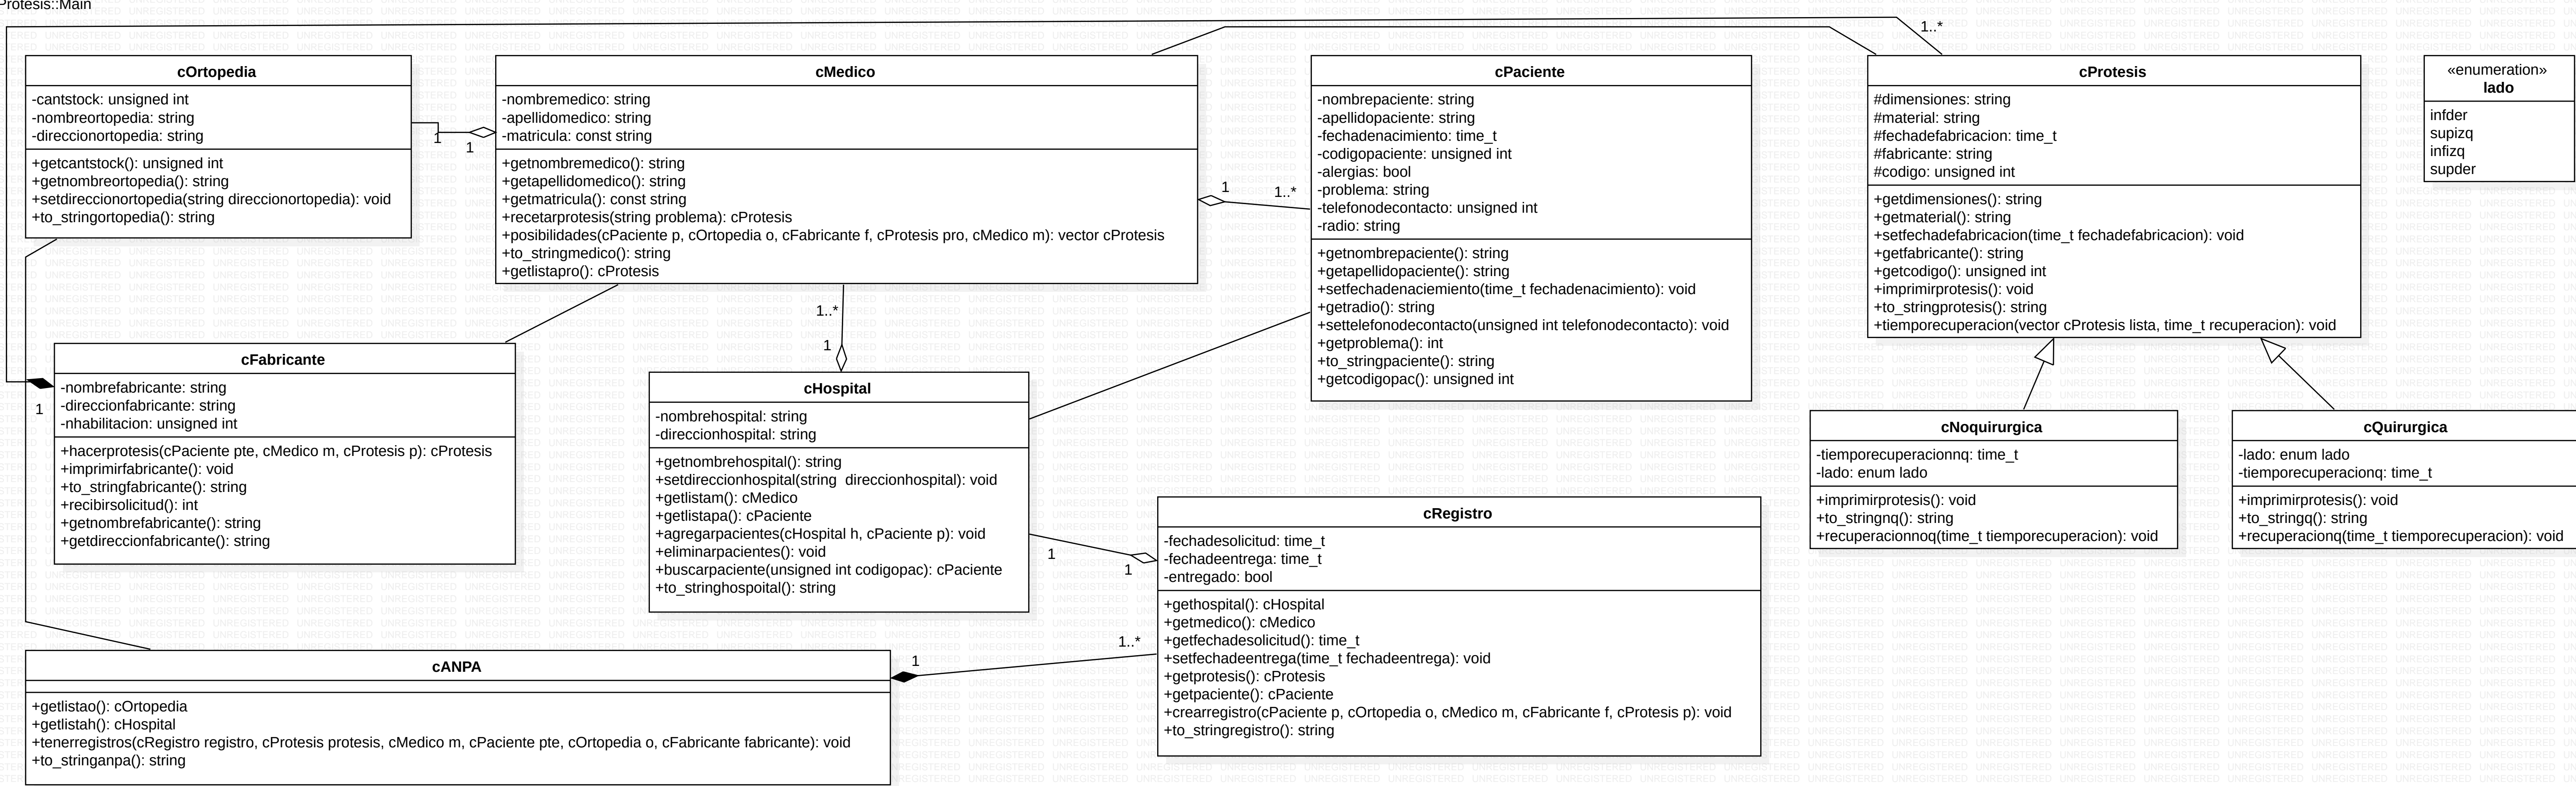 Protesis::Main
1..*
cOrtopedia
-cantstock: unsigned int
-nombreortopedia: string
-direccionortopedia: string
+getcantstock(): unsigned int
+getnombreortopedia(): string
+setdireccionortopedia(string direccionortopedia): void
+to_stringortopedia(): string
1
1
cMedico
-nombremedico: string
-apellidomedico: string
-matricula: const string
+getnombremedico(): string
+getapellidomedico(): string
+getmatricula(): const string
+recetarprotesis(string problema): cProtesis
+posibilidades(cPaciente p, cOrtopedia o, cFabricante f, cProtesis pro, cMedico m): vector cProtesis
+to_stringmedico(): string
+getlistapro(): cProtesis
1
1..*
cPaciente
-nombrepaciente: string
-apellidopaciente: string
-fechadenacimiento: time_t
-codigopaciente: unsigned int
-alergias: bool
-problema: string
-telefonodecontacto: unsigned int
-radio: string
+getnombrepaciente(): string
+getapellidopaciente(): string
+setfechadenaciemiento(time_t fechadenacimiento): void
+getradio(): string
+settelefonodecontacto(unsigned int telefonodecontacto): void
+getproblema(): int
+to_stringpaciente(): string
+getcodigopac(): unsigned int
cProtesis
#dimensiones: string
#material: string
#fechadefabricacion: time_t
#fabricante: string
#codigo: unsigned int
+getdimensiones(): string
+getmaterial(): string
+setfechadefabricacion(time_t fechadefabricacion): void
+getfabricante(): string
+getcodigo(): unsigned int
+imprimirprotesis(): void
+to_stringprotesis(): string
+tiemporecuperacion(vector cProtesis lista, time_t recuperacion): void
«enumeration»
lado
infder
supizq
infizq
supder
1..*
1
cFabricante
-nombrefabricante: string
-direccionfabricante: string
-nhabilitacion: unsigned int
+hacerprotesis(cPaciente pte, cMedico m, cProtesis p): cProtesis
+imprimirfabricante(): void
+to_stringfabricante(): string
+recibirsolicitud(): int
+getnombrefabricante(): string
+getdireccionfabricante(): string
1
cHospital
-nombrehospital: string
-direccionhospital: string
+getnombrehospital(): string
+setdireccionhospital(string  direccionhospital): void
+getlistam(): cMedico
+getlistapa(): cPaciente
+agregarpacientes(cHospital h, cPaciente p): void
+eliminarpacientes(): void
+buscarpaciente(unsigned int codigopac): cPaciente
+to_stringhospoital(): string
1
1
cRegistro
-fechadesolicitud: time_t
-fechadeentrega: time_t
-entregado: bool
+gethospital(): cHospital
+getmedico(): cMedico
+getfechadesolicitud(): time_t
+setfechadeentrega(time_t fechadeentrega): void
+getprotesis(): cProtesis
+getpaciente(): cPaciente
+crearregistro(cPaciente p, cOrtopedia o, cMedico m, cFabricante f, cProtesis p): void
+to_stringregistro(): string
cNoquirurgica
-tiemporecuperacionnq: time_t
-lado: enum lado
+imprimirprotesis(): void
+to_stringnq(): string
+recuperacionnoq(time_t tiemporecuperacion): void
cQuirurgica
-lado: enum lado
-tiemporecuperacionq: time_t
+imprimirprotesis(): void
+to_stringq(): string
+recuperacionq(time_t tiemporecuperacion): void
1
1..*
cANPA
+getlistao(): cOrtopedia
+getlistah(): cHospital
+tenerregistros(cRegistro registro, cProtesis protesis, cMedico m, cPaciente pte, cOrtopedia o, cFabricante fabricante): void
+to_stringanpa(): string